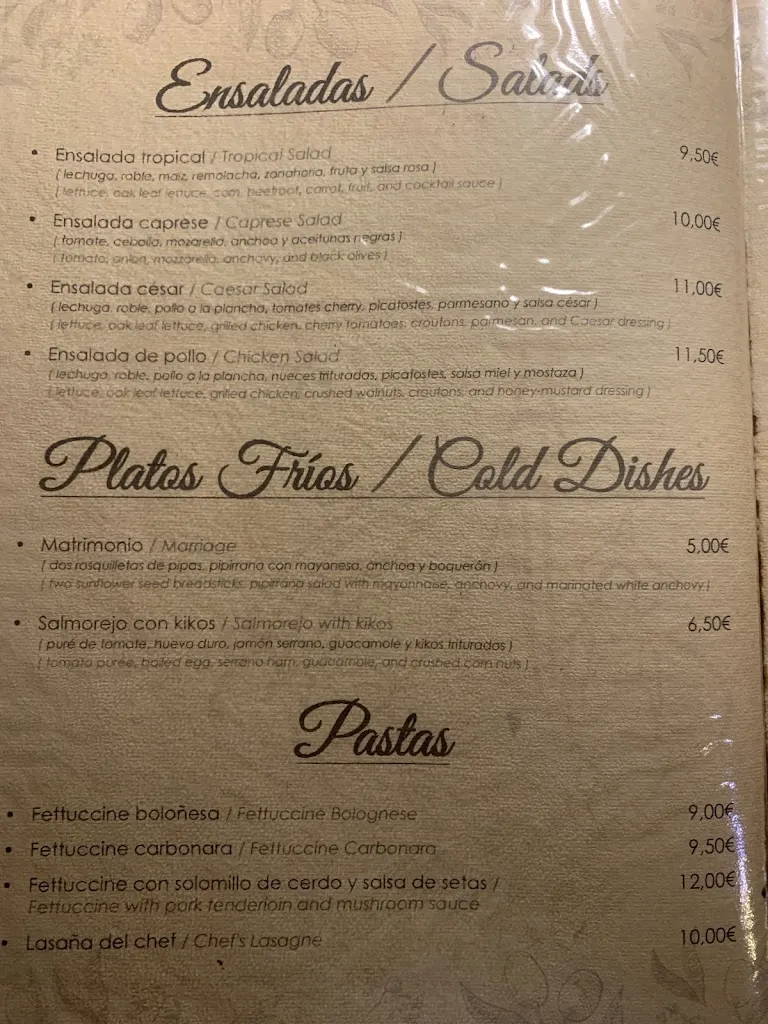 Ensaladas / Salads
• Ensalada tropical / Tropical Salad 9,50€
( lechuga, roble, maiz, remolacha, zanahoria, fruta y salsa rosa )
( lettuce, oak leaf lettuce, corn, beetroot, carrot, fruit, and cocktail sauce )
• Ensalada caprese / Caprese Salad 10,00€
( tomate, cebolla, mozarella, anchoa y aceitunas negras )
( tomato, onion, mozzarella, anchovy, and black olives )
• Ensalada césar / Caesar Salad 11,00€
( lechuga, roble, pollo a la plancha, tomates cherry, picatostes, parmesano y salsa césar )
( lettuce, oak leaf lettuce, grilled chicken, cherry tomatoes, croutons, parmesan, and Caesar dressing )
• Ensalada de pollo / Chicken Salad 11,50€
( lechuga, roble, pollo a la plancha, nueces trituradas, picatostes, salsa miel y mostaza )
( lettuce, oak leaf lettuce, grilled chicken, crushed walnuts, croutons, and honey-mustard dressing )
Platos Fríos / Cold Dishes
• Matrimonio / Marriage 5,00€
( dos rosquilletas de pipas, pipirrana con mayonesa, anchoa y boquerón )
( two sunflower seed breadsticks, pipirrana salad with mayonnaise, anchovy, and marinated white anchovy )
• Salmorejo con kikos / Salmorejo with kikos 6,50€
( puré de tomate, huevo duro, jamón serrano, guacamole y kikos triturados )
( tomato purée, boiled egg, serrano ham, guacamole, and crushed corn nuts )
Pastas
• Fettuccine boloñesa / Fettuccine Bolognese 9,00€
• Fettuccine carbonara / Fettuccine Carbonara 9,50€
• Fettuccine con solomillo de cerdo y salsa de setas / 12,00€
Fettuccine with pork tenderloin and mushroom sauce
• Lasaña del chef / Chef's Lasagne 10,00€